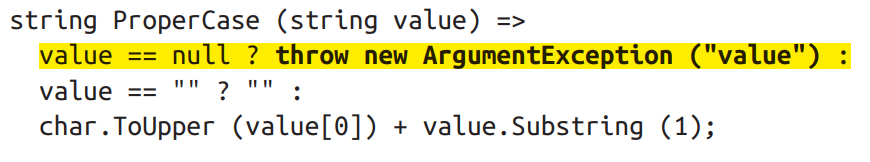 string ProperCase (string value) =>
value == null ? throw new ArgumentException ("value") :
value == "" ? "" :
char.ToUpper (value[0]) + value.Substring (1);